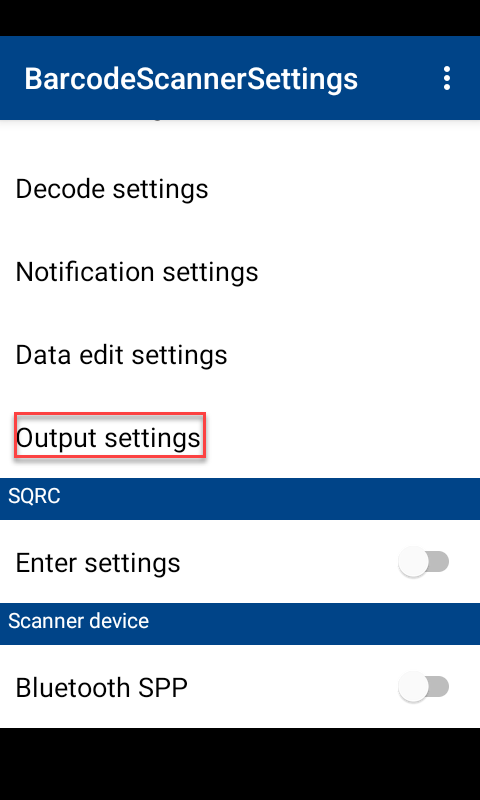 BarcodeScannerSettings
Decode settings
Notification settings
Data edit settings
Output settings
SQRC
Enter settings
Scanner device
Bluetooth SPP